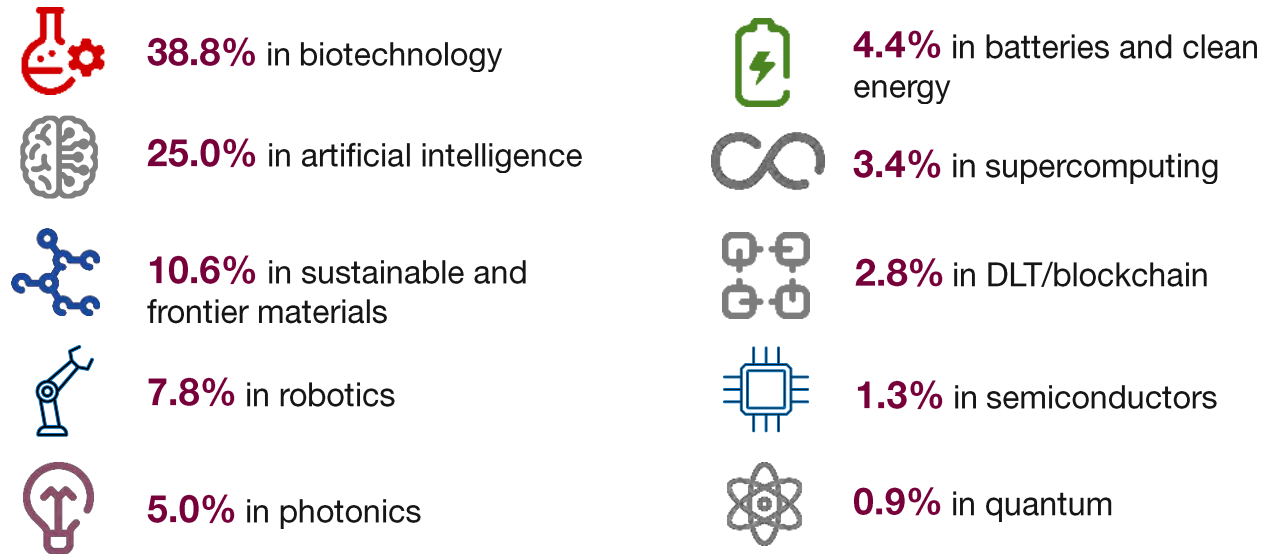 38.8% in biotechnology
25.0% in artificial intelligence
10.6% in sustainable and
frontier materials
7.8% in robotics
5.0% in photonics
4.4% in batteries and clean
energy
3.4% in supercomputing
2.8% in DLT/blockchain
1.3% in semiconductors
0.9% in quantum